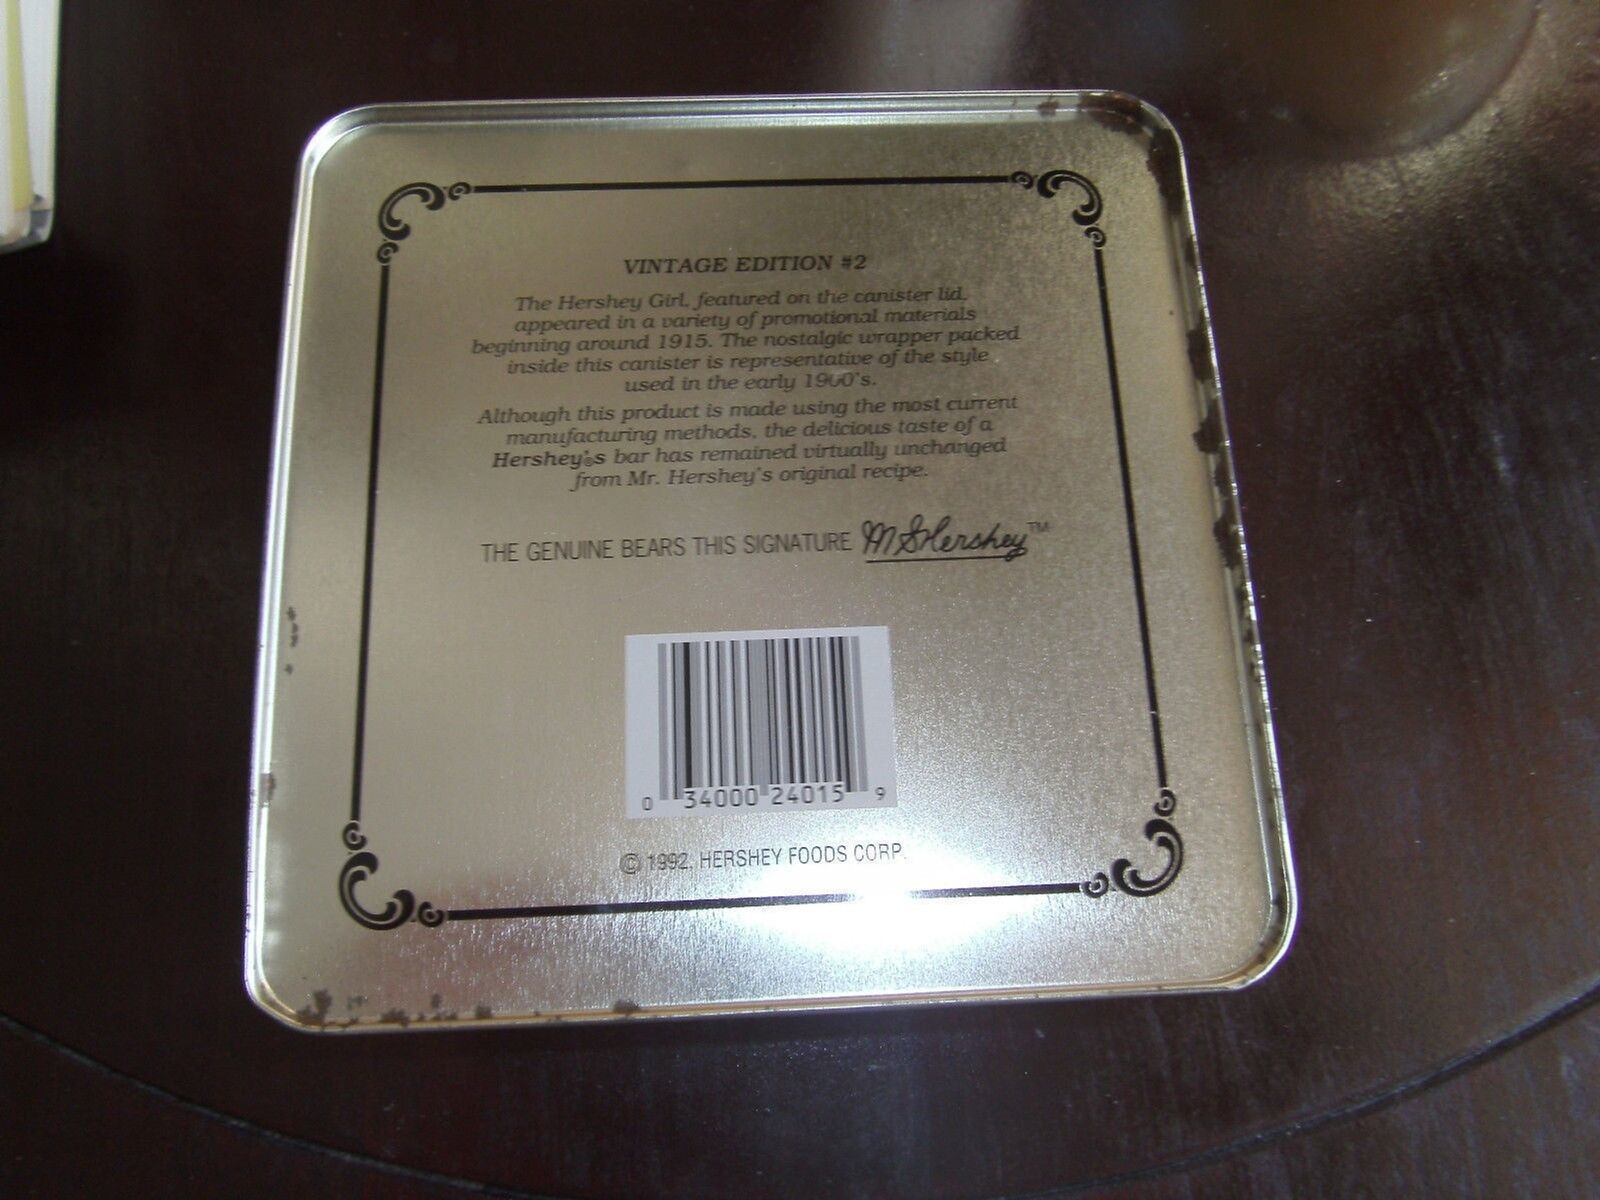 VINTAGE EDITION #2
The Hershey Girl, featured on the canister lid,
appeared in a variety of promotional materials
beginning around 1915. The nostalgic wrapper packed
inside this canister is representative of the style
used in the early 1900's.
Although this product is made using the most current
manufacturing methods, the delicious taste of a
Hershey's® bar has remained virtually unchanged
from Mr. Hershey's original recipe.
THE GENUINE BEARS THIS SIGNATURE M S Hershey™
0 34000 24015 9
© 1992, HERSHEY FOODS CORP.